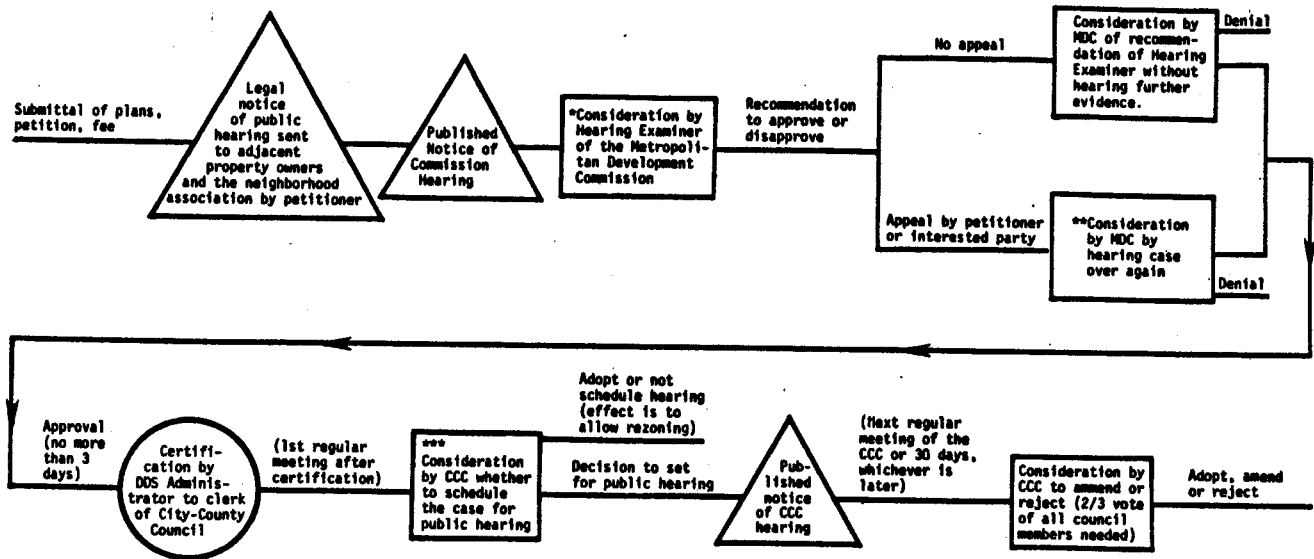 Submittal of plans,
petition, fee
Legal
notice
of public
hearing sent
to adjacent
property owners
and the neighborhood
association by petitioner
Published
Notice of
Commission
Hearing
*Consideration by
Hearing Examiner
of the Metropoli-
tan Development
Commission
Recommendation
to approve or
disapprove
No appeal
Consideration by
MDC of recommen-
dation of Hearing
Examiner without
hearing further
evidence.
Denial
Appeal by petitioner
or interested party
**Consideration
by MDC by
hearing case
over again
Denial
Approval
(no more
than 3
days)
Certifi-
cation by
DDS Adminis-
trator to clerk
of City-County
Council
(1st regular
meeting after
certification)
***
Consideration
by CCC whether
to schedule
the case for
public hearing
Adopt or not
schedule hearing
(effect is to
allow rezoning)
Decision to set
for public hearing
Pub-
lished
notice
of CCC
hearing
(Next regular
meeting of the
CCC or 30 days,
whichever is
later)
Consideration by
CCC to ammend or
reject (2/3 vote
of all council
members needed)
Adopt, amend
or reject